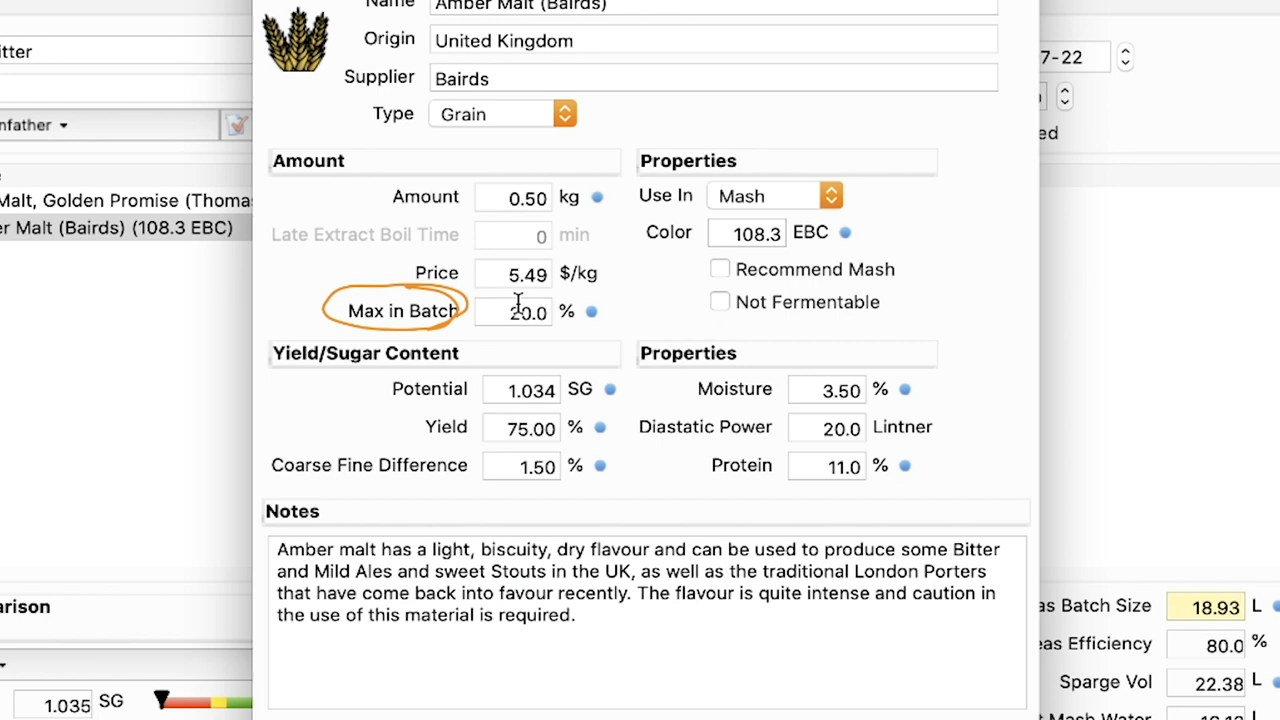 Name Amber Malt (Bairds)
itter Origin United Kingdom
7-22
Supplier Bairds
Type Grain
nfather
ed
Amount Properties
Amount 0.50 kg Use In Mash
Malt, Golden Promise (Thoma
er Malt (Bairds) (108.3 EBC)
Late Extract Boil Time 0 min Color 108.3 EBC
Price 5.49 $/kg Recommend Mash
Max in Batch 20.0 % Not Fermentable
Yield/Sugar Content Properties
Potential 1.034 SG Moisture 3.50 %
Yield 75.00 % Diastatic Power 20.0 Lintner
Coarse Fine Difference 1.50 % Protein 11.0 %
Notes
Amber malt has a light, biscuity, dry flavour and can be used to produce some Bitter
and Mild Ales and sweet Stouts in the UK, as well as the traditional London Porters
that have come back into favour recently. The flavour is quite intense and caution in
the use of this material is required.
arison
as Batch Size 18.93 L
eas Efficiency 80.0 %
Sparge Vol 22.38 L
1.035 SG
t Mash Water